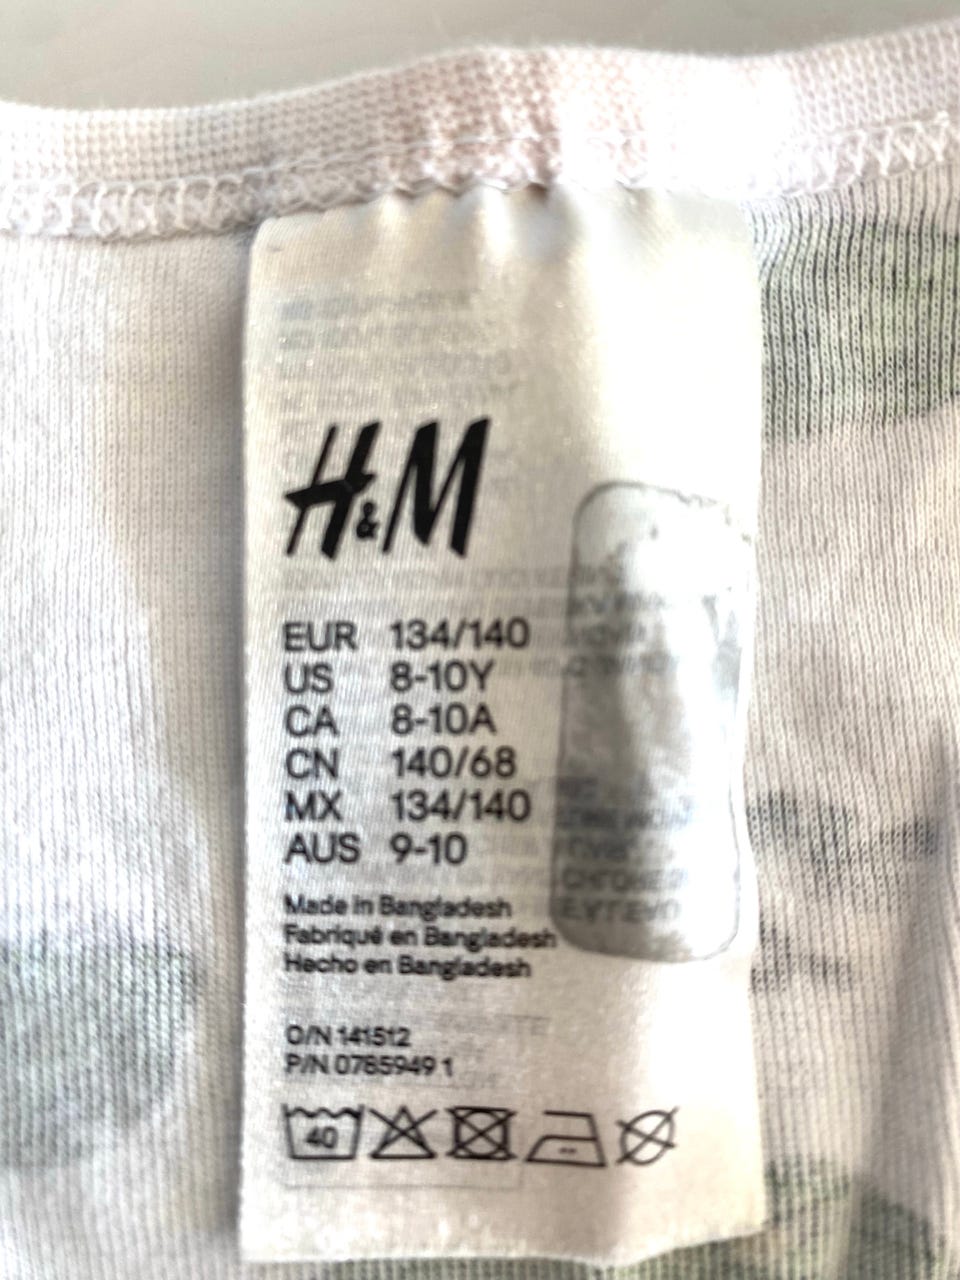 H&M
EUR 134/140
US 8-10Y
CA 8-10A
CN 140/68
MX 134/140
AUS 9-10
Made in Bangladesh
Fabriqué en Bangladesh
Hecho en Bangladesh
O/N 141512
P/N 0785949 1
40